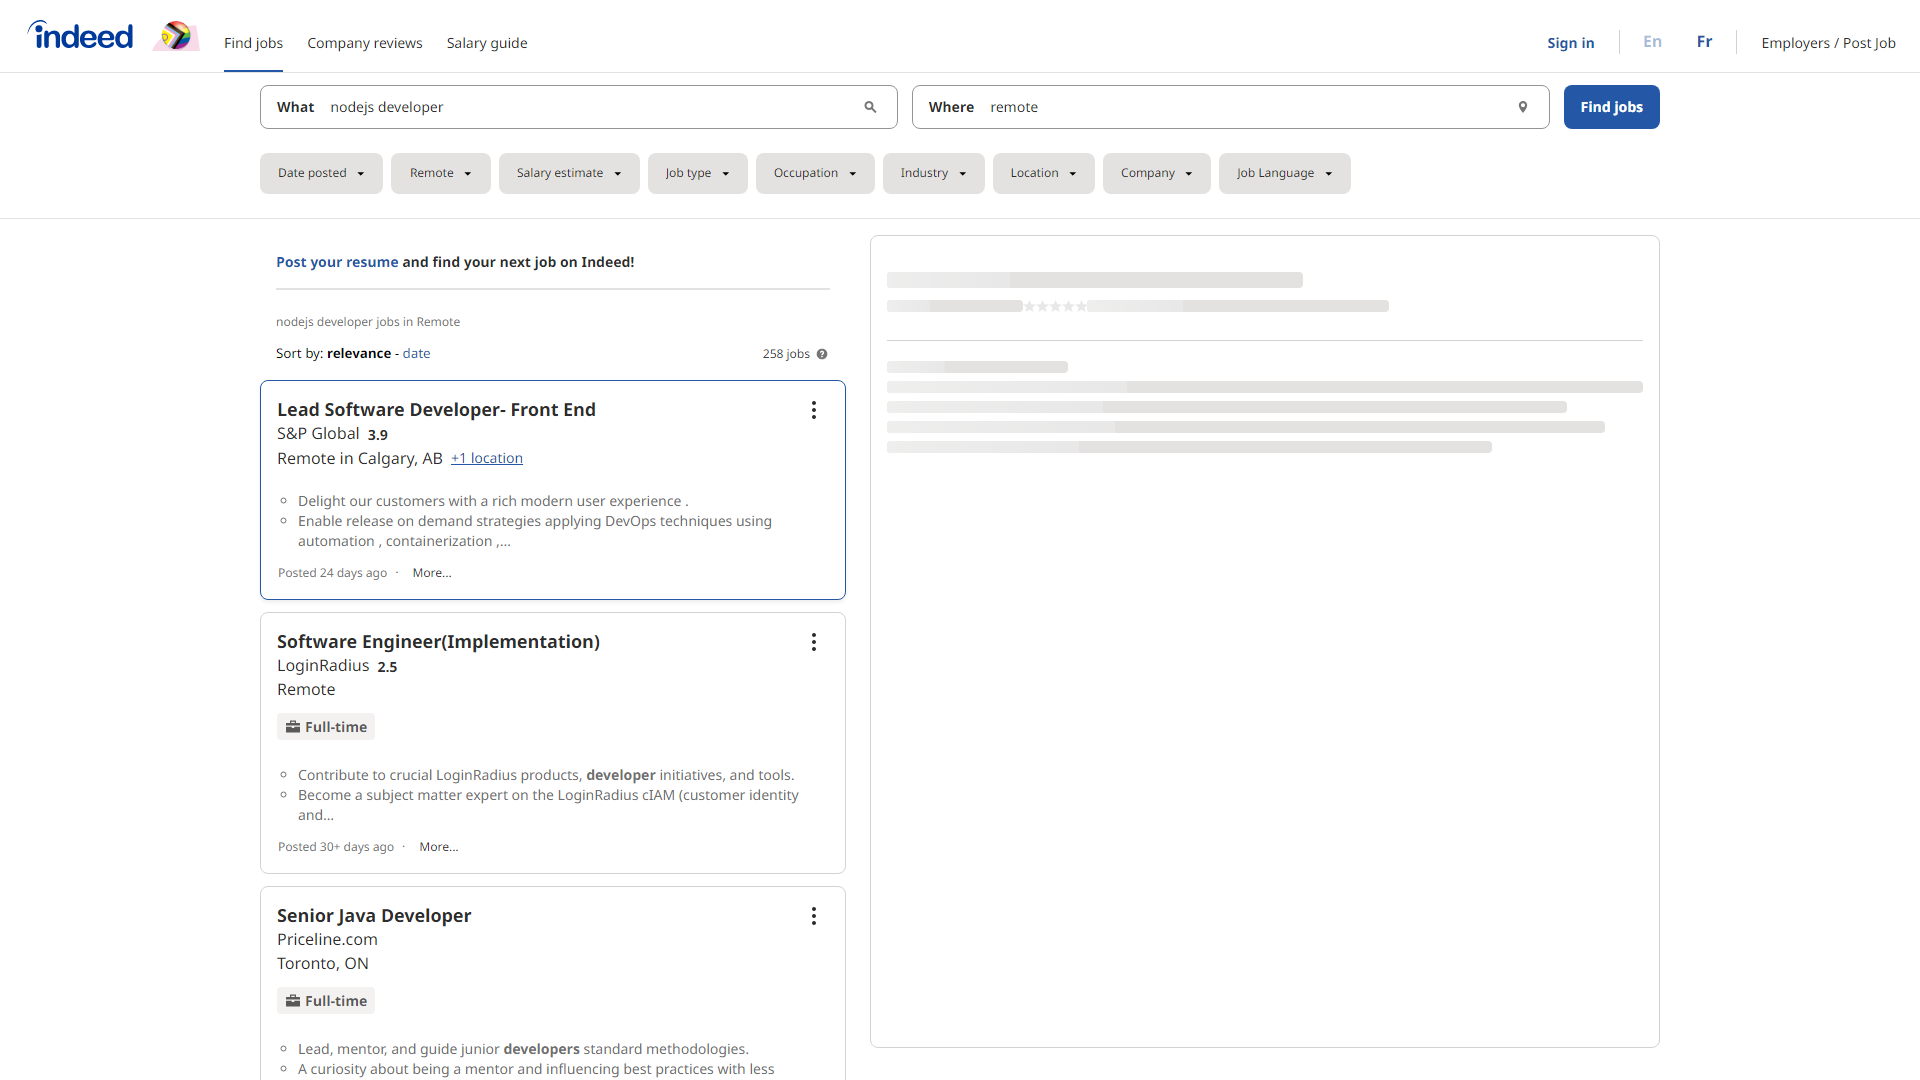 indeed
Find jobs
Company reviews
Salary guide
Sign in
En
Fr
Employers / Post Job
What nodejs developer
Where remote
Find jobs
Date posted
Remote
Salary estimate
Job type
Occupation
Industry
Location
Company
Job Language
Post your resume and find your next job on Indeed!
nodejs developer jobs in Remote
Sort by: relevance - date
258 jobs
Lead Software Developer- Front End
S&P Global 3.9
Remote in Calgary, AB +1 location
Delight our customers with a rich modern user experience .
Enable release on demand strategies applying DevOps techniques using
automation , containerization ,...
Posted 24 days ago · More...
Software Engineer(Implementation)
LoginRadius 2.5
Remote
Full-time
Contribute to crucial LoginRadius products, developer initiatives, and tools.
Become a subject matter expert on the LoginRadius cIAM (customer identity
and...
Posted 30+ days ago · More...
Senior Java Developer
Priceline.com
Toronto, ON
Full-time
Lead, mentor, and guide junior developers standard methodologies.
A curiosity about being a mentor and influencing best practices with less